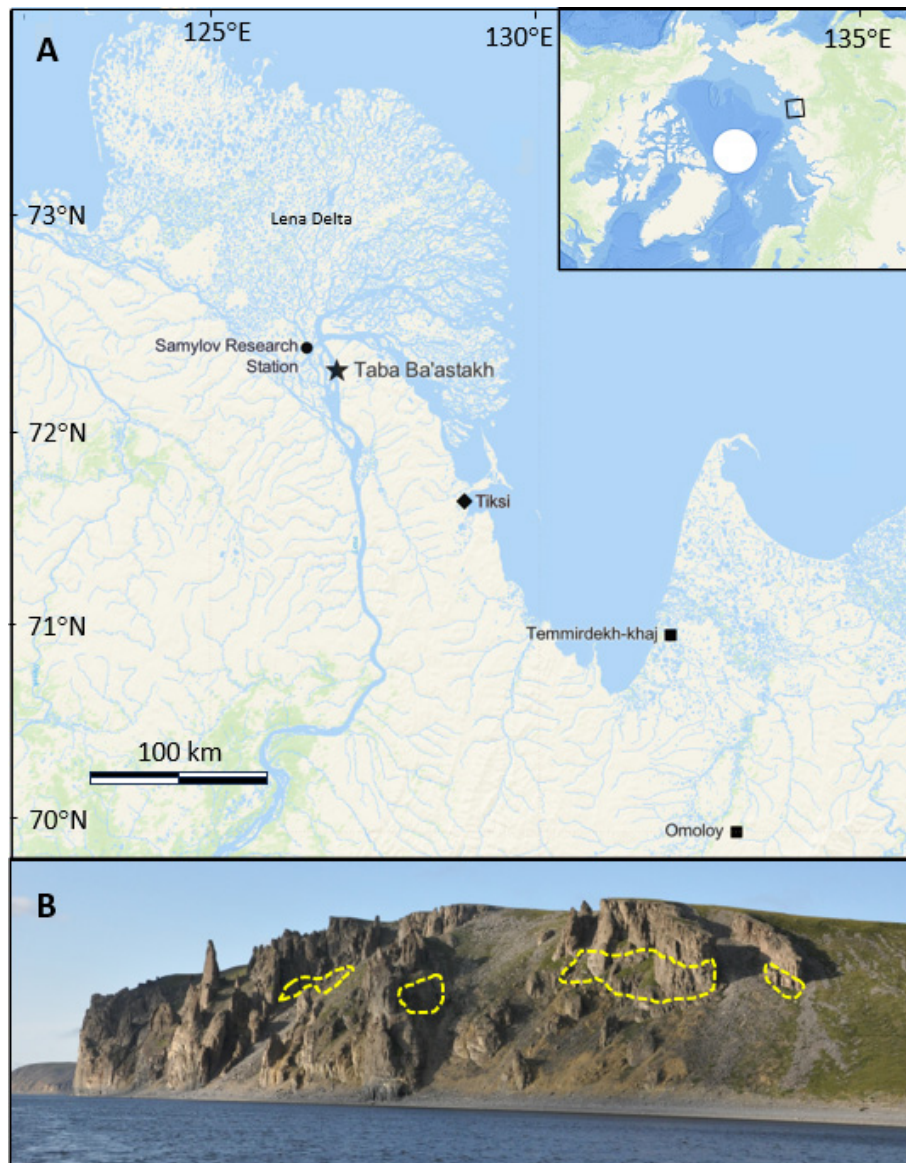 A
125°E
130°E
135°E
73°N
Lena Delta
Samylov Research
Station
Taba Ba'astakh
72°N
Tiksi
71°N
Temmirdekh-khaj
100 km
70°N
Omoloy
B